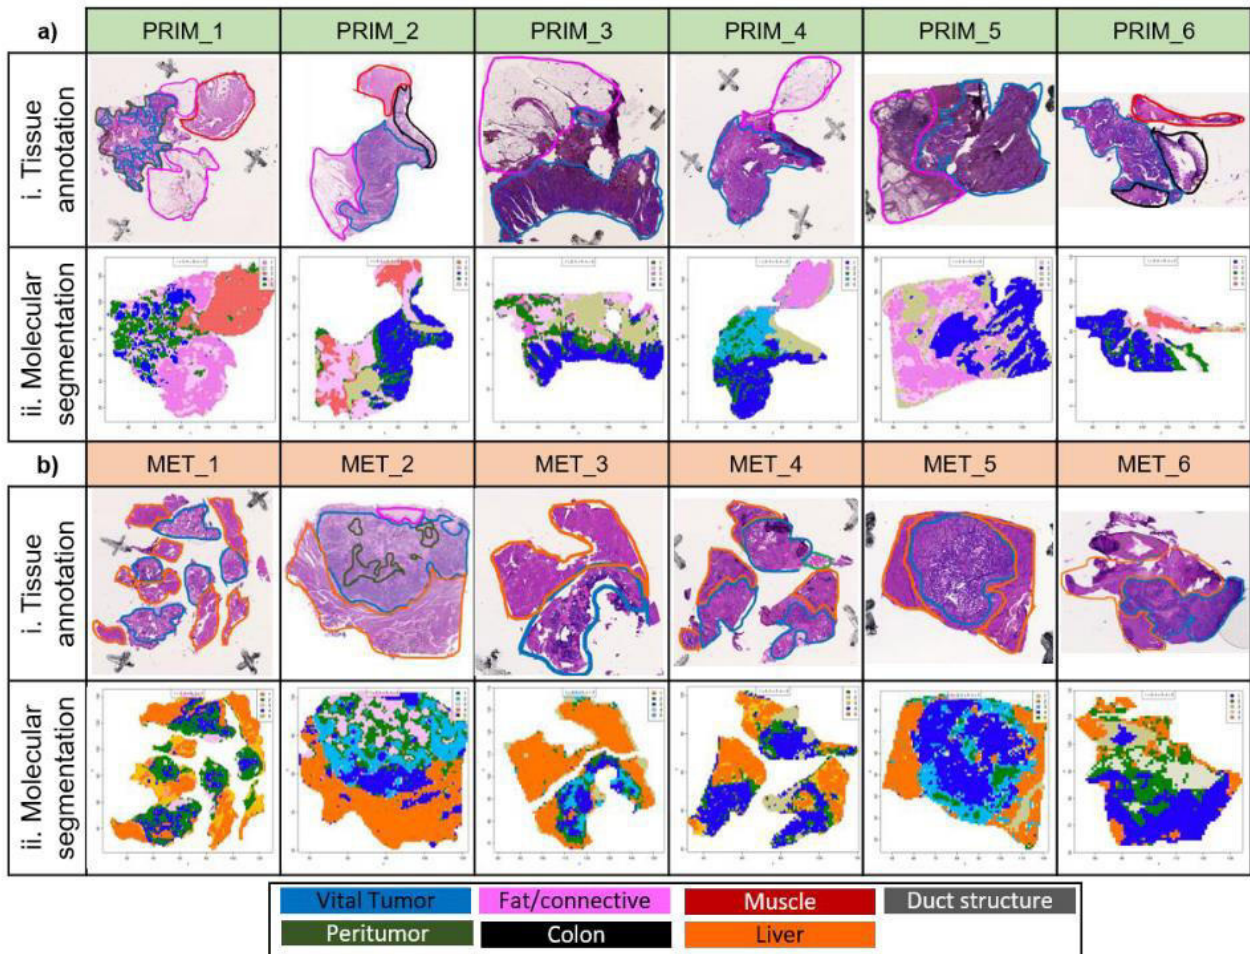 a) PRIM_1 PRIM_2 PRIM_3 PRIM_4 PRIM_5 PRIM_6
i. Tissue
annotation
ii. Molecular
segmentation
b) MET_1 MET_2 MET_3 MET_4 MET_5 MET_6
i. Tissue
annotation
ii. Molecular
segmentation
Vital Tumor Fat/connective Muscle Duct structure
Peritumor Colon Liver